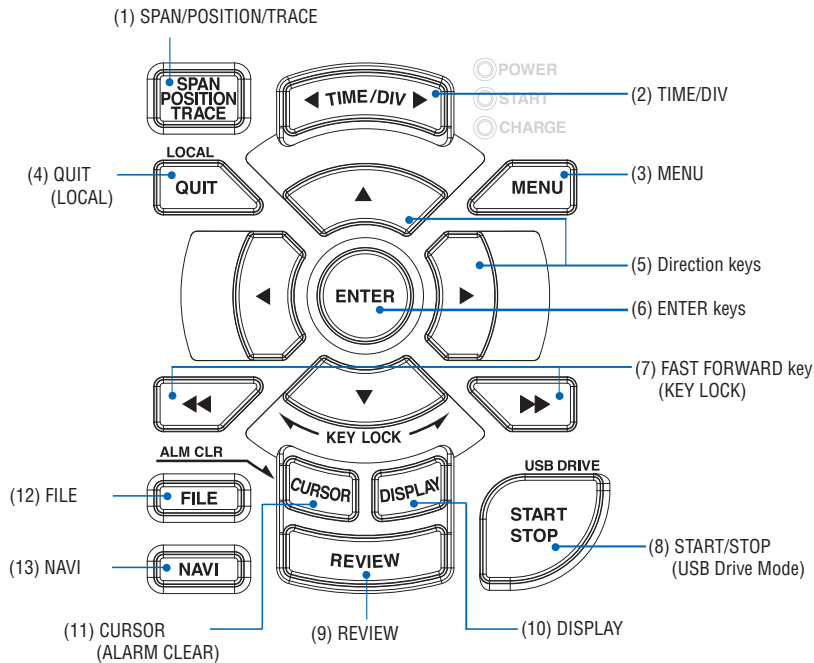 (1) SPAN/POSITION/TRACE
SPAN
POSITION
TRACE
◀ TIME/DIV ▶
POWER
START
CHARGE
(2) TIME/DIV
LOCAL
QUIT
(4) QUIT
(LOCAL)
▲
MENU
(3) MENU
◀
ENTER
▶
(5) Direction keys
(6) ENTER keys
(7) FAST FORWARD key
(KEY LOCK)
◀◀
▼
▶▶
KEY LOCK
ALM CLR
USB DRIVE
(12) FILE
FILE
CURSOR
DISPLAY
START
STOP
(8) START/STOP
(USB Drive Mode)
(13) NAVI
NAVI
REVIEW
(11) CURSOR
(ALARM CLEAR)
(9) REVIEW
(10) DISPLAY